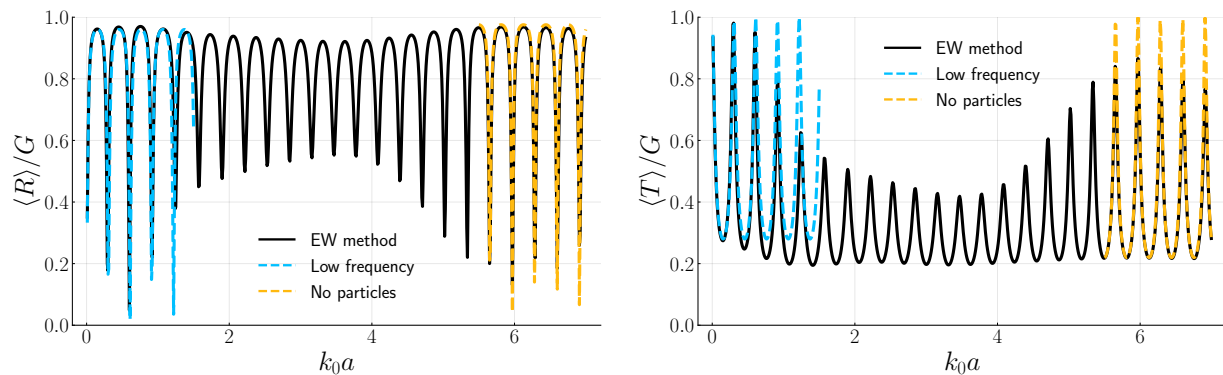 1.0
0.8
0.6
0.4
0.2
0.0
⟨R⟩/G
EW method
Low frequency
No particles
0
2
4
6
k₀a
1.0
0.8
0.6
0.4
0.2
0.0
⟨T⟩/G
EW method
Low frequency
No particles
0
2
4
6
k₀a